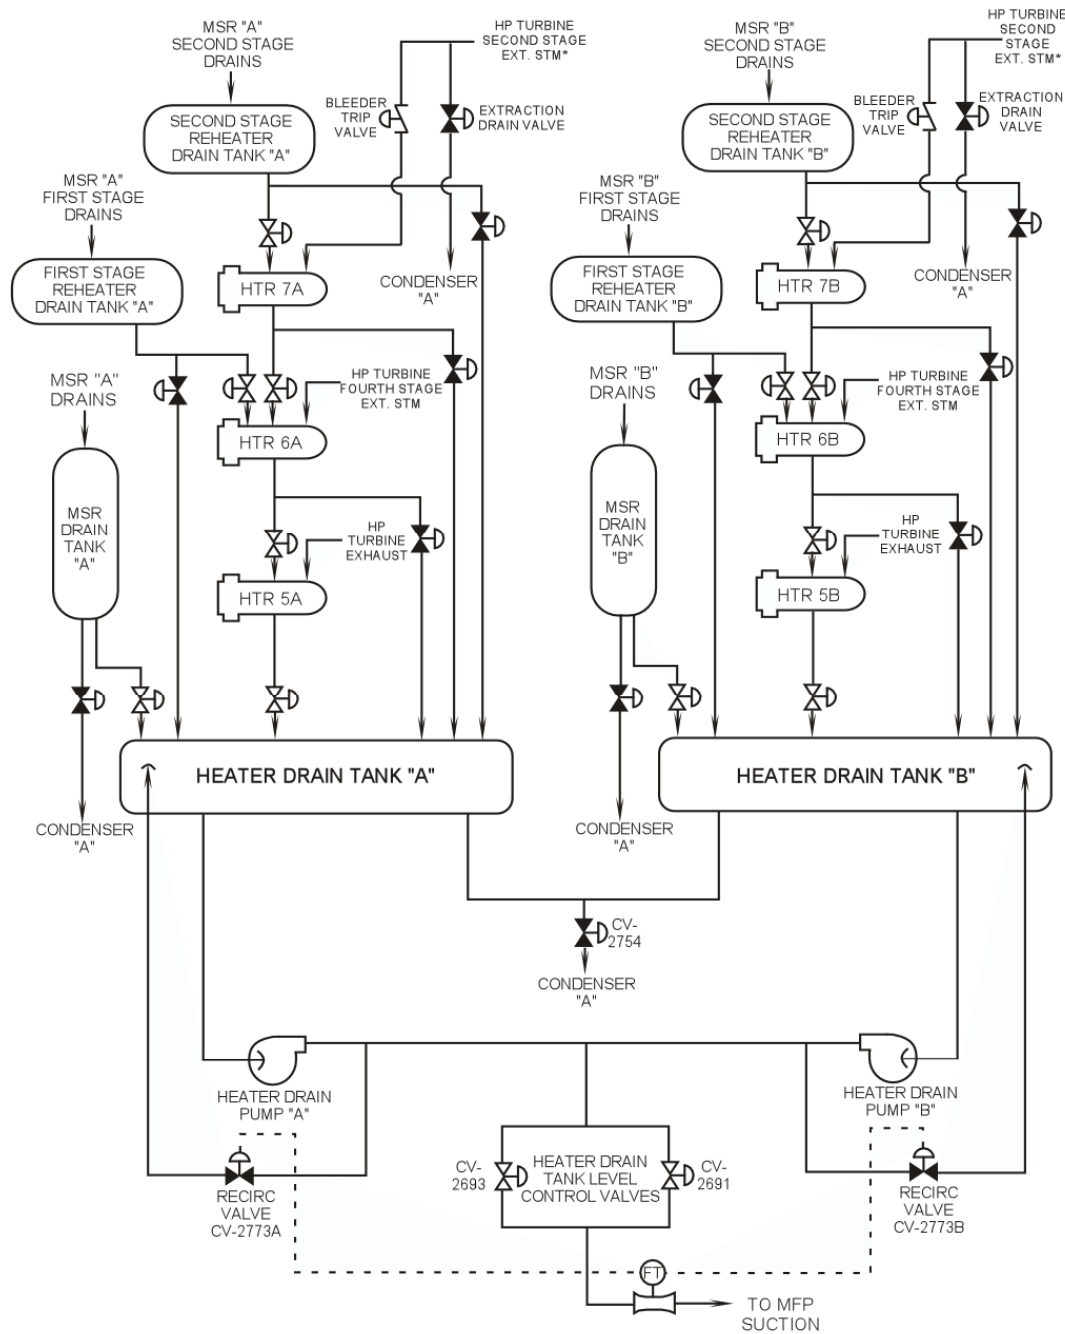 MSR "A"
SECOND STAGE
DRAINS
HP TURBINE
SECOND STAGE
EXT. STM*
MSR "B"
SECOND STAGE
DRAINS
HP TURBINE
SECOND
STAGE
EXT. STM*
BLEEDER
TRIP
VALVE
EXTRACTION
DRAIN VALVE
BLEEDER
TRIP
VALVE
EXTRACTION
DRAIN
VALVE
SECOND STAGE
REHEATER
DRAIN TANK "A"
SECOND STAGE
REHEATER
DRAIN TANK "B"
MSR "A"
FIRST STAGE
DRAINS
MSR "B"
FIRST STAGE
DRAINS
FIRST STAGE
REHEATER
DRAIN TANK "A"
HTR 7A
CONDENSER
"A"
FIRST STAGE
REHEATER
DRAIN TANK "B"
HTR 7B
CONDENSER
"A"
MSR "A"
DRAINS
HP TURBINE
FOURTH STAGE
EXT. STM
MSR "B"
DRAINS
HP TURBINE
FOURTH STAGE
EXT. STM
HTR 6A
HTR 6B
MSR
DRAIN
TANK
"A"
HP
TURBINE
EXHAUST
MSR
DRAIN
TANK
"B"
HP
TURBINE
EXHAUST
HTR 5A
HTR 5B
HEATER DRAIN TANK "A"
HEATER DRAIN TANK "B"
CONDENSER
"A"
CONDENSER
"A"
CV-
2754
CONDENSER
"A"
HEATER DRAIN
PUMP "A"
HEATER DRAIN
PUMP "B"
CV-
2693
HEATER DRAIN
TANK LEVEL
CONTROL VALVES
CV-
2691
RECIRC
VALVE
CV-2773A
RECIRC
VALVE
CV-2773B
FT
TO MFP
SUCTION